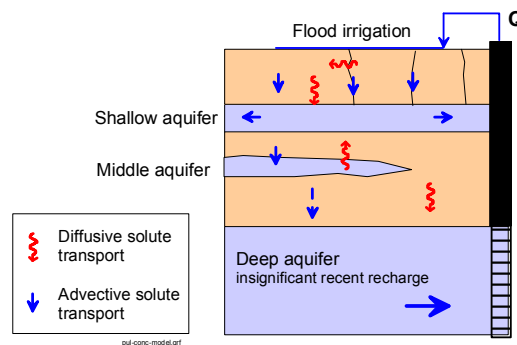 Q
Flood irrigation
Shallow aquifer
Middle aquifer
Diffusive solute
transport
Advective solute
transport
Deep aquifer
insignificant recent recharge
pul-conc-model.grf